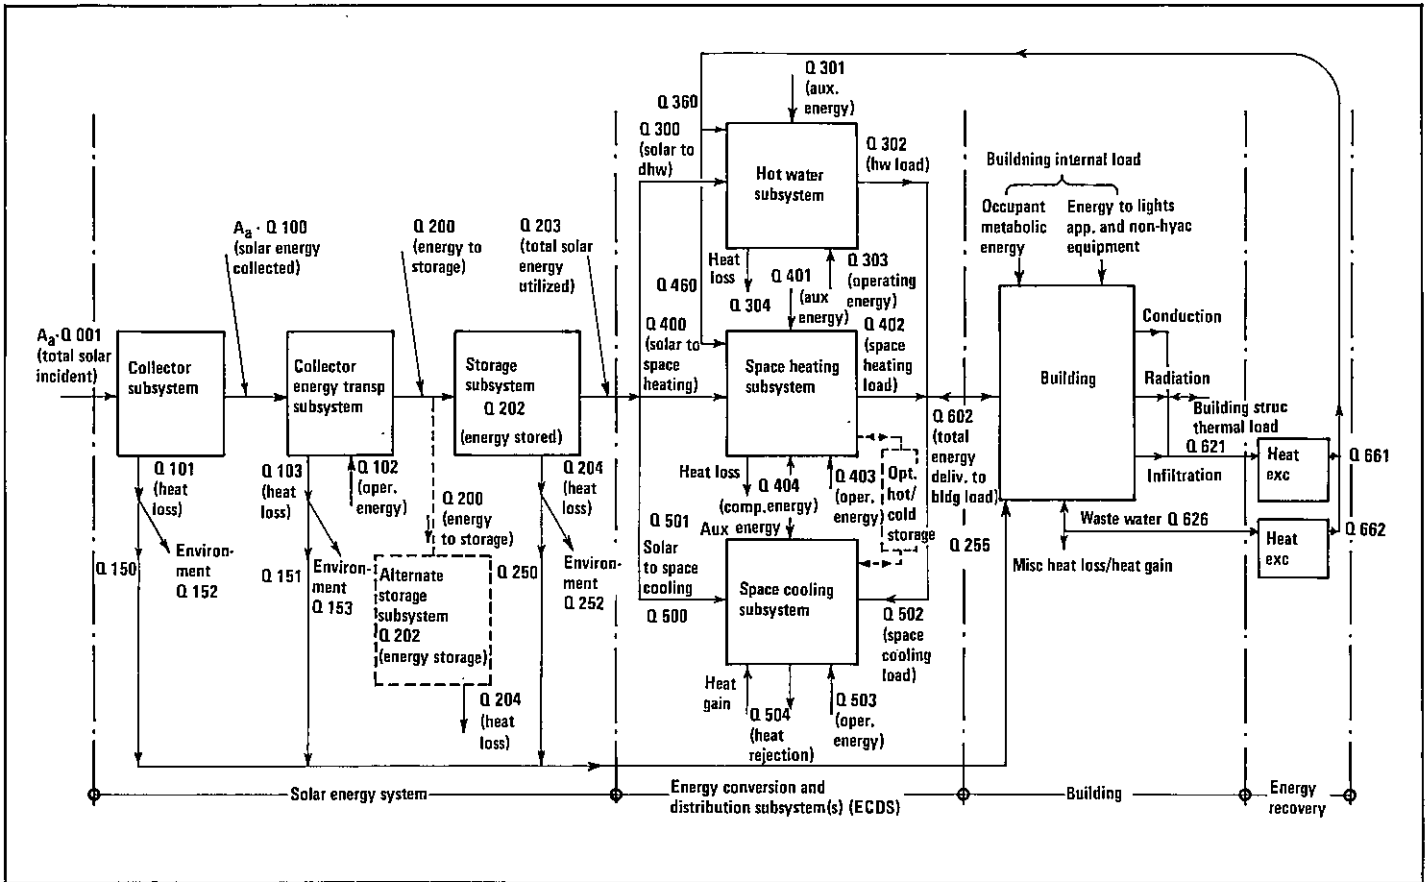 Q 301
(aux.
energy)
Q 360
Q 300
(solar to
dhw)
Hot water
subsystem
Q 302
(hw load)
Buildning internal load
Occupant
metabolic
energy
Energy to lights
app. and non-hyac
equipment
Aa · Q 100
(solar energy
collected)
Q 200
(energy to
storage)
Q 203
(total solar
energy
utilized)
Heat
loss
Q 304
Q 401
(aux
energy)
Q 303
(operating
energy)
Q 460
Q 400
(solar to
space
heating)
Q 402
(space
heating
load)
Aa·Q 001
(total solar
incident)
Collector
subsystem
Collector
energy transp
subsystem
Storage
subsystem
Q 202
(energy stored)
Space heating
subsystem
Building
Conduction
Radiation
Building struc
thermal load
Q 621
Infiltration
Q 602
(total
energy
deliv. to
bldg load)
Heat
exc
Q 661
Q 101
(heat
loss)
Q 103
(heat
loss)
Q 102
(oper.
energy)
Q 204
(heat
loss)
Heat loss
Q 404
(comp.energy)
Q 403
(oper.
energy)
Opt.
hot/
cold
storage
Q 200
(energy
to storage)
Q 501
Solar
to space
cooling
Q 500
Aux energy
Q 255
Waste water Q 626
Heat
exc
Q 662
Misc heat loss/heat gain
Q 150
Environ-
ment
Q 152
Q 151
Environ-
ment
Q 153
Alternate
storage
subsystem
Q 202
(energy storage)
Q 250
Environ-
ment
Q 252
Space cooling
subsystem
Q 502
(space
cooling
load)
Q 204
(heat
loss)
Heat
gain
Q 504
(heat
rejection)
Q 503
(oper.
energy)
Solar energy system
Energy conversion and
distribution subsystem(s) (ECDS)
Building
Energy
recovery